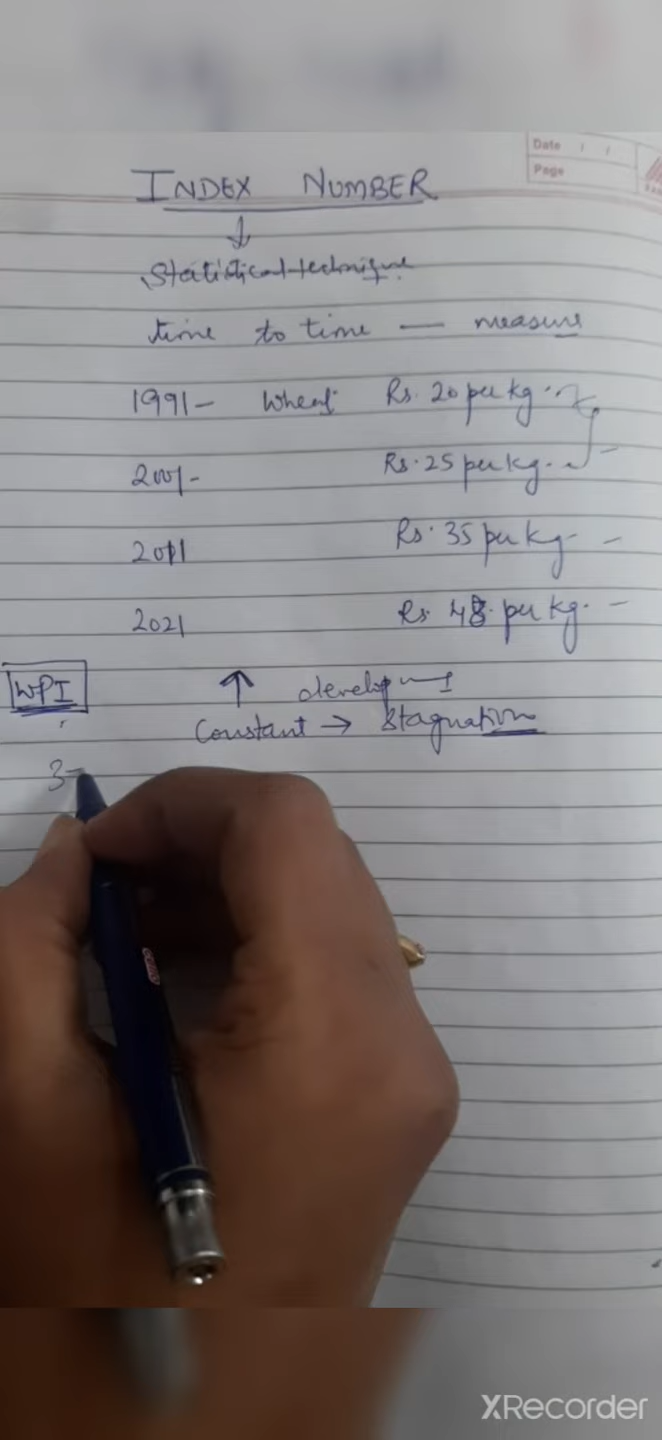 Date / /
Page
INDEX NUMBER
Statistical technique
time to time — measure
1991 - Wheat Rs. 20 per kg.
2001 - Rs. 25 per kg. -
2011 Rs. 35 per kg. -
2021 Rs. 48 per kg. -
WPI ↑
Constant → Stagnation
3
XRecorder